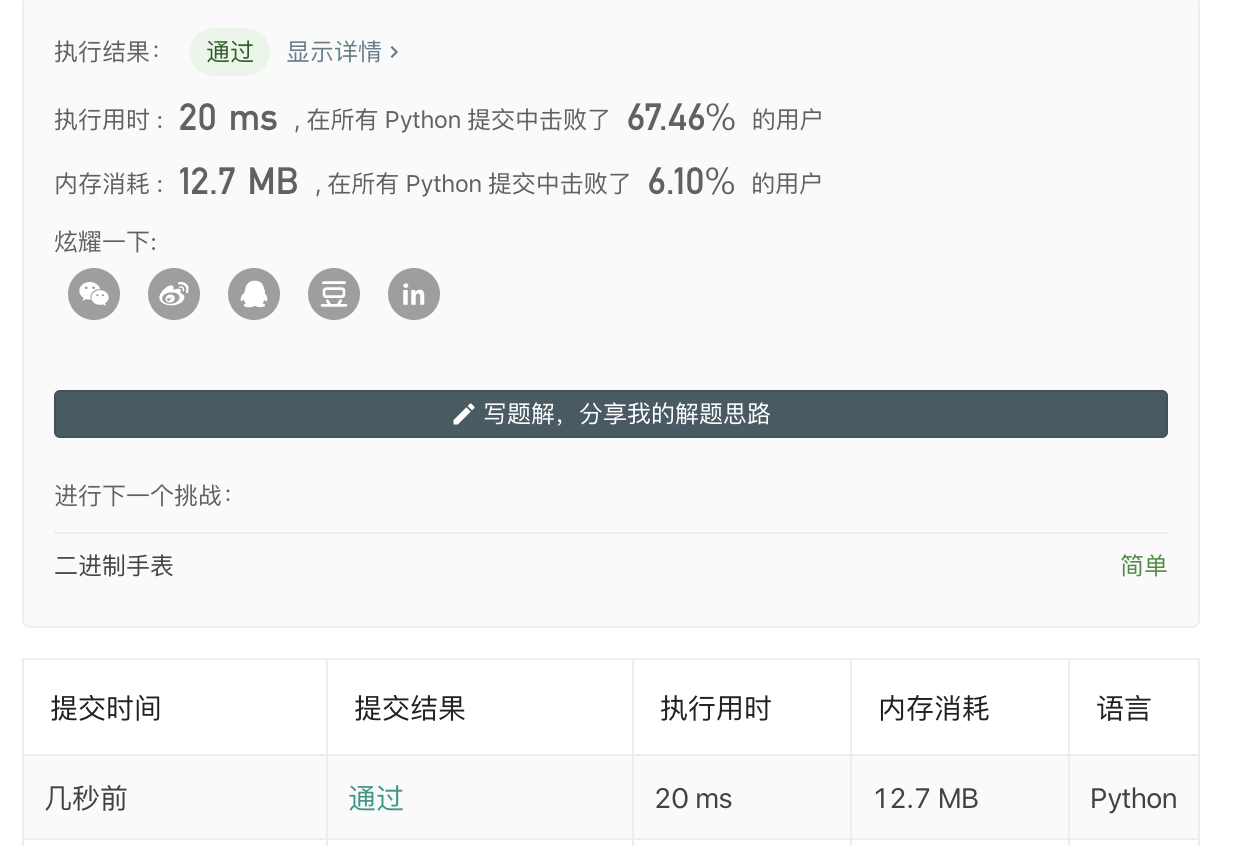 执行结果： 通过 显示详情 ›
执行用时 : 20 ms , 在所有 Python 提交中击败了 67.46% 的用户
内存消耗 : 12.7 MB , 在所有 Python 提交中击败了 6.10% 的用户
炫耀一下:
豆 in
写题解，分享我的解题思路
进行下一个挑战：
二进制手表 简单
提交时间 提交结果 执行用时 内存消耗 语言
几秒前 通过 20 ms 12.7 MB Python